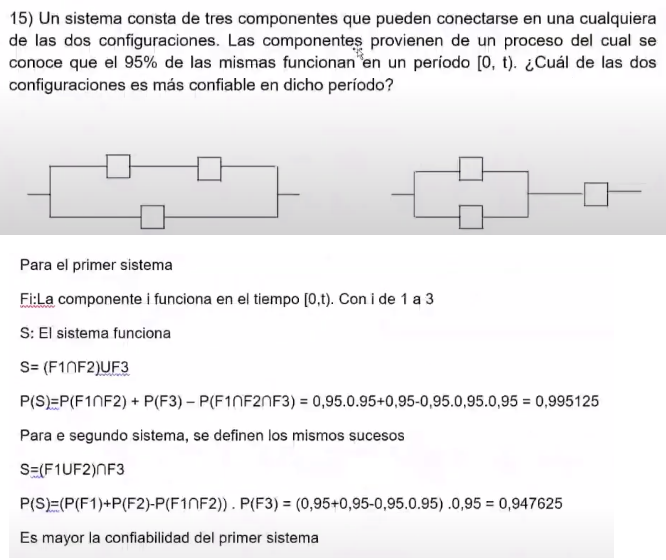 15) Un sistema consta de tres componentes que pueden conectarse en una cualquiera
de las dos configuraciones. Las componentes provienen de un proceso del cual se
conoce que el 95% de las mismas funcionan en un período [0, t). ¿Cuál de las dos
configuraciones es más confiable en dicho período?
Para el primer sistema
Fi:La componente i funciona en el tiempo [0,t). Con i de 1 a 3
S: El sistema funciona
S= (F1∩F2)UF3
P(S)=P(F1∩F2) + P(F3) – P(F1∩F2∩F3) = 0,95.0.95+0,95-0,95.0,95.0,95 = 0,995125
Para e segundo sistema, se definen los mismos sucesos
S=(F1UF2)∩F3
P(S)=(P(F1)+P(F2)-P(F1∩F2)) . P(F3) = (0,95+0,95-0,95.0.95) .0,95 = 0,947625
Es mayor la confiabilidad del primer sistema